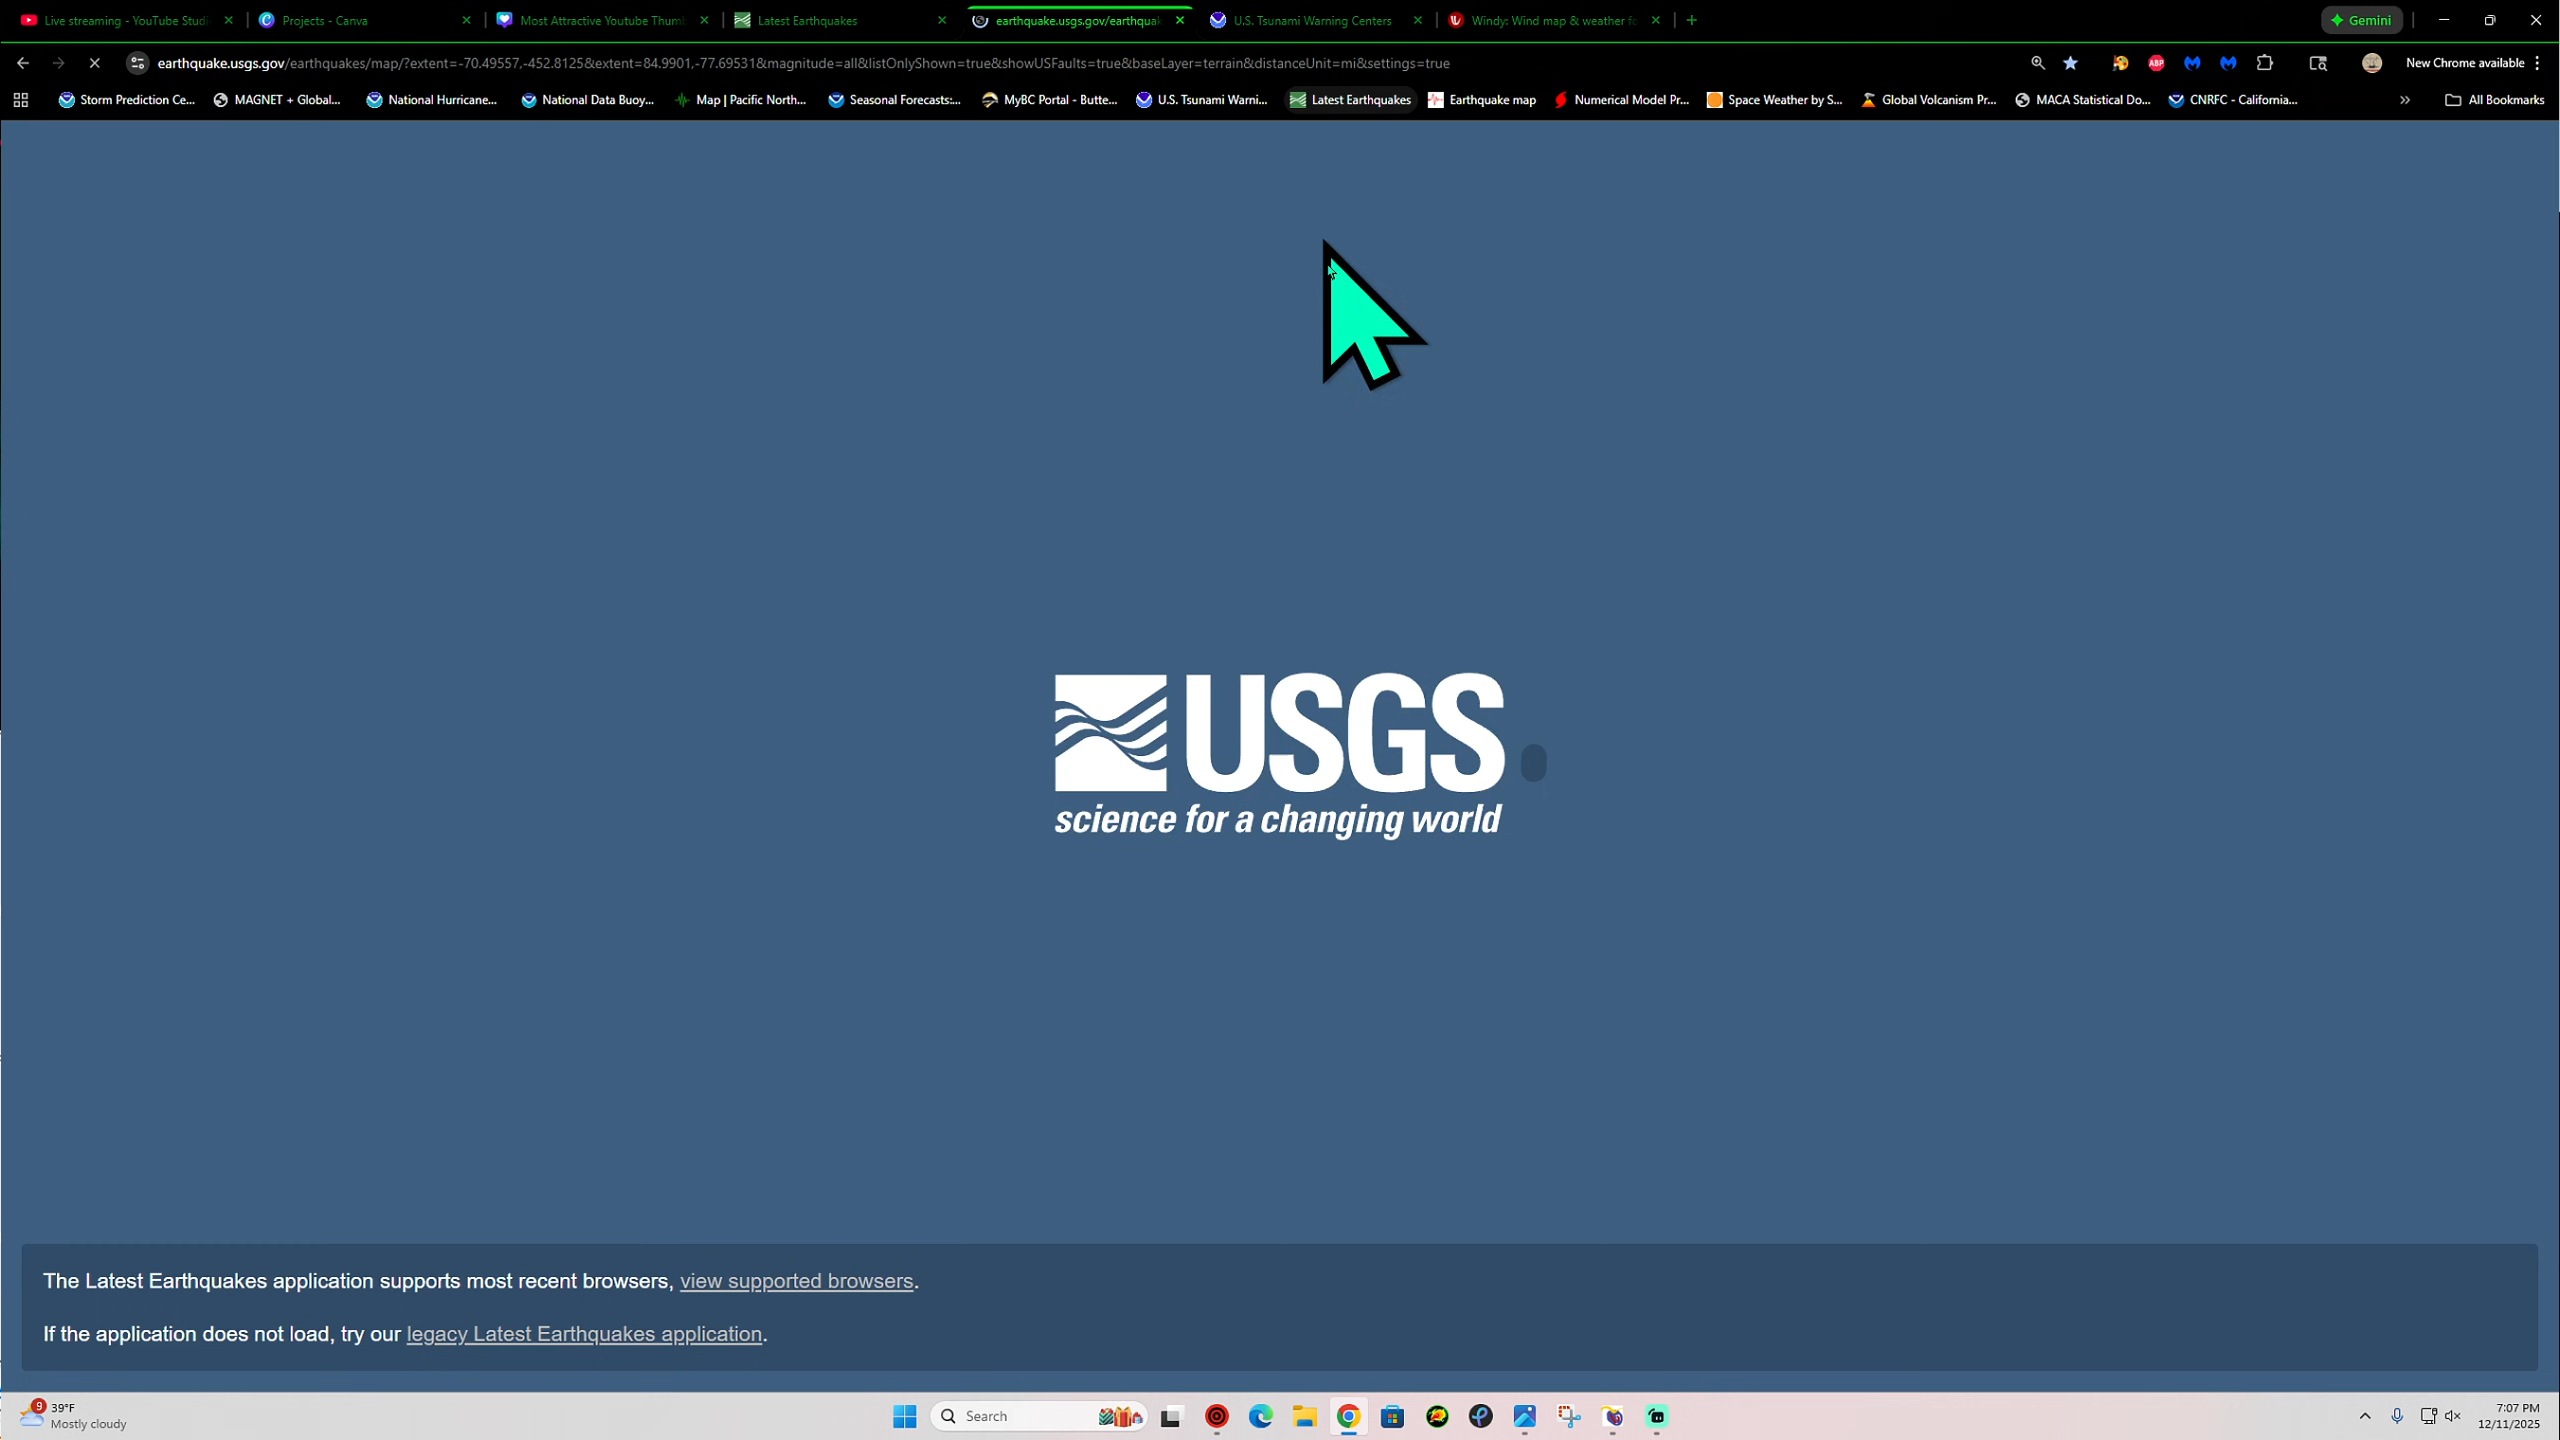 Live streaming - YouTube Studi
Projects - Canva
Most Attractive Youtube Thum
Latest Earthquakes
earthquake.usgs.gov/earthqua
U.S. Tsunami Warning Centers
Windy: Wind map & weather fo
Gemini
earthquake.usgs.gov/earthquakes/map/?extent=-70.49557,-452.8125&extent=84.9901,-77.69531&magnitude=all&listOnlyShown=true&showUSFaults=true&baseLayer=terrain&distanceUnit=mi&settings=true
ABP
New Chrome available
Storm Prediction Ce...
MAGNET + Global...
National Hurricane...
National Data Buoy...
Map | Pacific North...
Seasonal Forecasts:...
MyBC Portal - Butte...
U.S. Tsunami Warni...
Latest Earthquakes
Earthquake map
Numerical Model Pr...
Space Weather by S...
Global Volcanism Pr...
MACA Statistical Do...
CNRFC - California...
All Bookmarks
USGS
science for a changing world
The Latest Earthquakes application supports most recent browsers, view supported browsers.
If the application does not load, try our legacy Latest Earthquakes application.
9
39°F
Mostly cloudy
Search
7:07 PM
12/11/2025